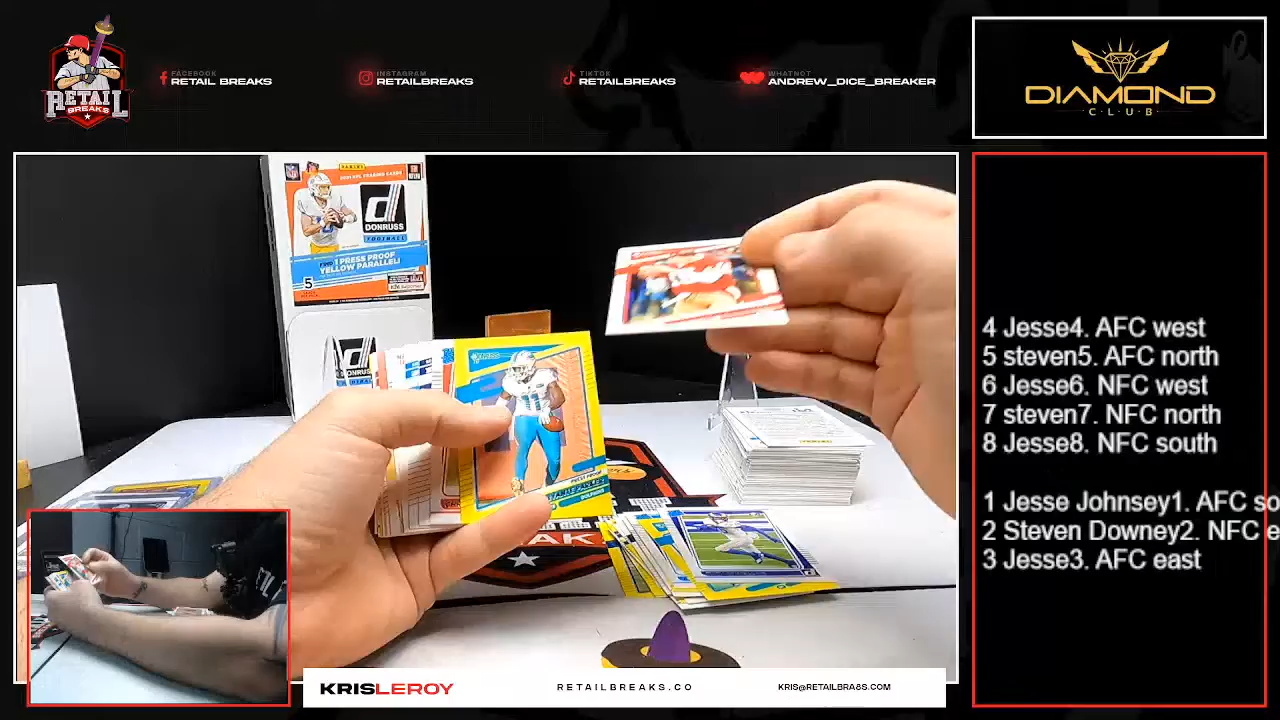 RETAIL
BREAKS
FACEBOOK
RETAIL BREAKS
INSTAGRAM
RETAILBREAKS
TIKTOK
RETAILBREAKS
WHATNOT
ANDREW_DICE_BREAKER
DIAMOND
CLUB
PANINI
DONRUSS
FOOTBALL
PRESS PROOF
YELLOW PARALLEL!
5
11
4 Jesse4. AFC west
5 steven5. AFC north
6 Jesse6. NFC west
7 steven7. NFC north
8 Jesse8. NFC south
1 Jesse Johnsey1. AFC so
2 Steven Downey2. NFC e
3 Jesse3. AFC east
KRISLEROY
RETAILBREAKS.CO
KRIS@RETAILBRA8S.COM